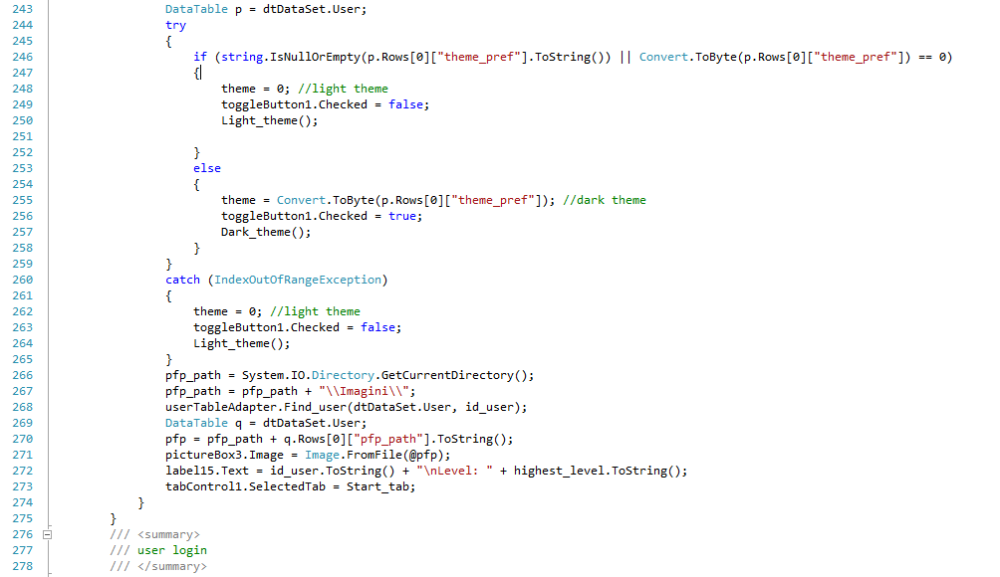 243 DataTable p = dtDataSet.User;
244 try
245 {
246 if (string.IsNullOrEmpty(p.Rows[0]["theme_pref"].ToString()) || Convert.ToByte(p.Rows[0]["theme_pref"]) == 0)
247 {
248 theme = 0; //light theme
249 toggleButton1.Checked = false;
250 Light_theme();
251
252 }
253 else
254 {
255 theme = Convert.ToByte(p.Rows[0]["theme_pref"]); //dark theme
256 toggleButton1.Checked = true;
257 Dark_theme();
258 }
259 }
260 catch (IndexOutOfRangeException)
261 {
262 theme = 0; //light theme
263 toggleButton1.Checked = false;
264 Light_theme();
265 }
266 pfp_path = System.IO.Directory.GetCurrentDirectory();
267 pfp_path = pfp_path + "\\Imagini\\";
268 userTableAdapter.Find_user(dtDataSet.User, id_user);
269 DataTable q = dtDataSet.User;
270 pfp = pfp_path + q.Rows[0]["pfp_path"].ToString();
271 pictureBox3.Image = Image.FromFile(@pfp);
272 label15.Text = id_user.ToString() + "\nLevel: " + highest_level.ToString();
273 tabControl1.SelectedTab = Start_tab;
274 }
275 }
276 /// <summary>
277 /// user login
278 /// </summary>